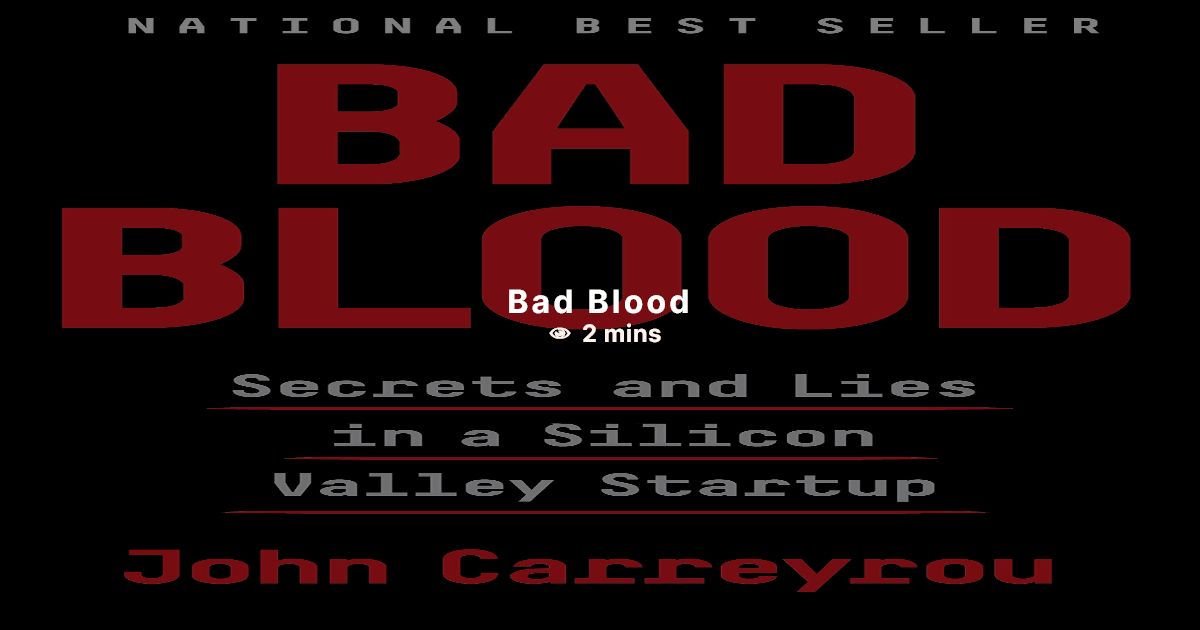 NATIONAL BEST SELLER
BAD
BLOOD
Bad Blood
2 mins
Secrets and Lies
in a Silicon
Valley Startup
John Carreyrou